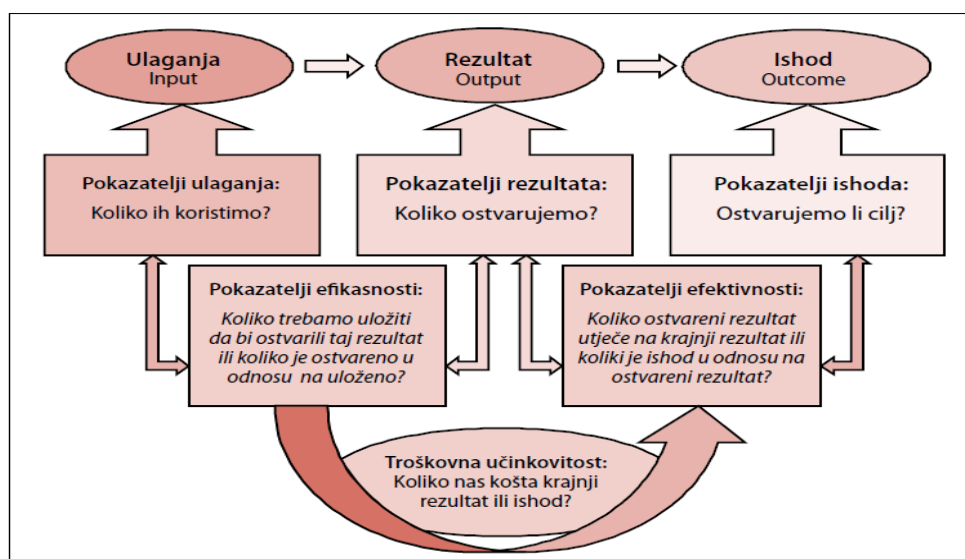 Ulaganja
Input
Rezultat
Output
Ishod
Outcome
Pokazatelji ulaganja:
Koliko ih koristimo?
Pokazatelji rezultata:
Koliko ostvarujemo?
Pokazatelji ishoda:
Ostvarujemo li cilj?
Pokazatelji efikasnosti:
Koliko trebamo uložiti
da bi ostvarili taj rezultat
ili koliko je ostvareno u
odnosu na uloženo?
Pokazatelji efektivnosti:
Koliko ostvareni rezultat
utječe na krajnji rezultat ili
koliki je ishod u odnosu na
ostvareni rezultat?
Troškovna učinkovitost:
Koliko nas košta krajnji
rezultat ili ishod?